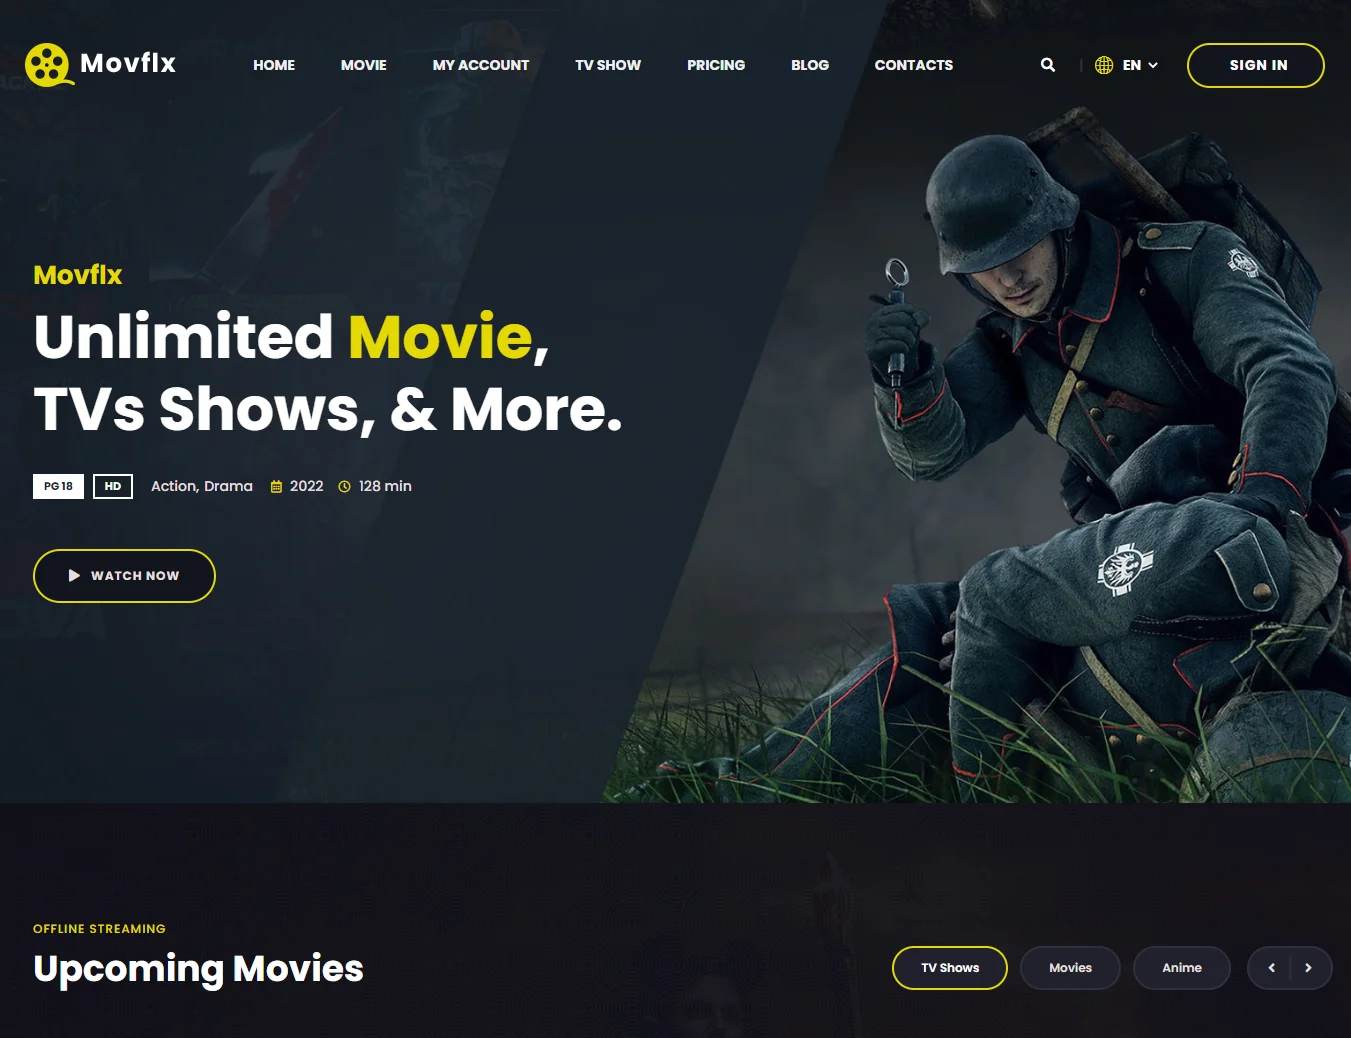 Movflx
HOME MOVIE MY ACCOUNT TV SHOW PRICING BLOG CONTACTS
EN
SIGN IN
Movflx
Unlimited Movie,
TVs Shows, & More.
PG 18 HD Action, Drama 2022 128 min
WATCH NOW
OFFLINE STREAMING
Upcoming Movies
TV Shows Movies Anime